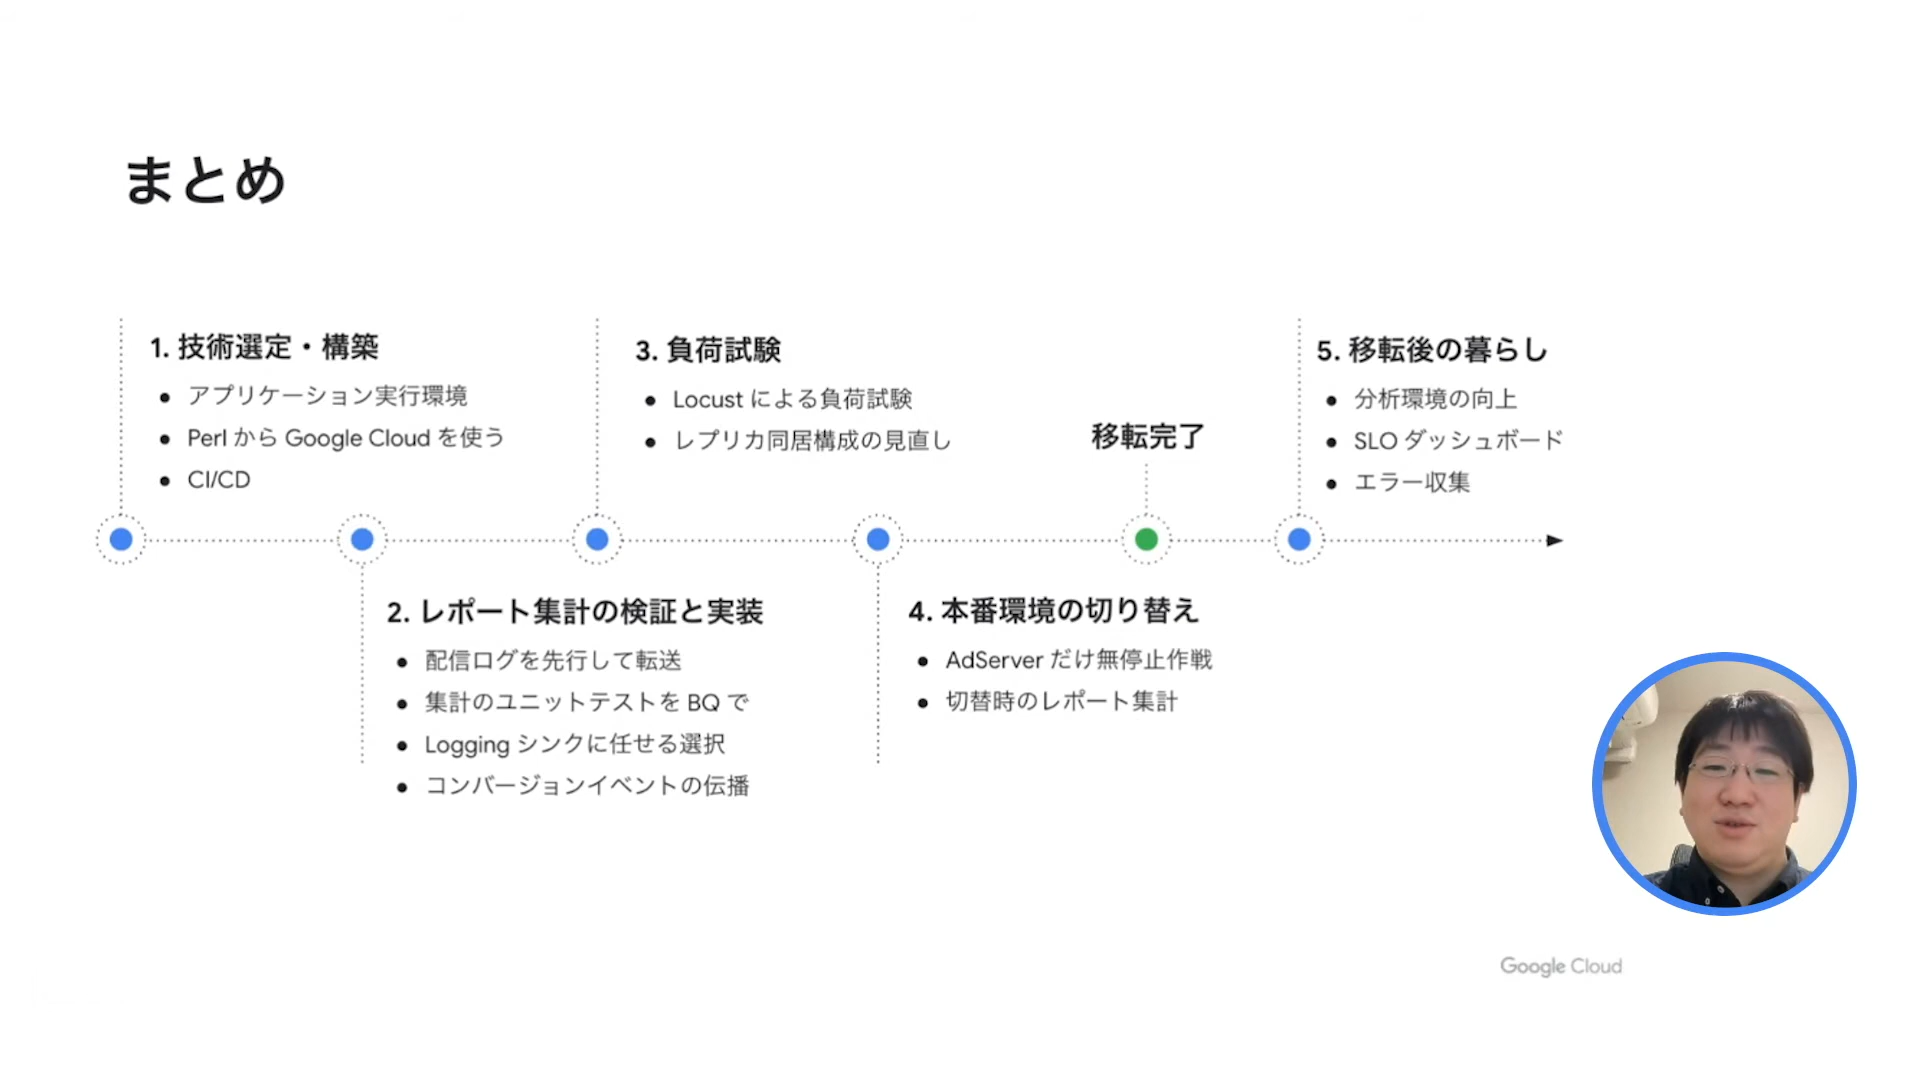 まとめ
1. 技術選定・構築
アプリケーション実行環境
Perl から Google Cloud を使う
CI/CD
2. レポート集計の検証と実装
配信ログを先行して転送
集計のユニットテストを BQ で
Logging シンクに任せる選択
コンバージョンイベントの伝播
3. 負荷試験
Locust による負荷試験
レプリカ同居構成の見直し
4. 本番環境の切り替え
AdServer だけ無停止作戦
切替時のレポート集計
移転完了
5. 移転後の暮らし
分析環境の向上
SLO ダッシュボード
エラー収集
Google Cloud